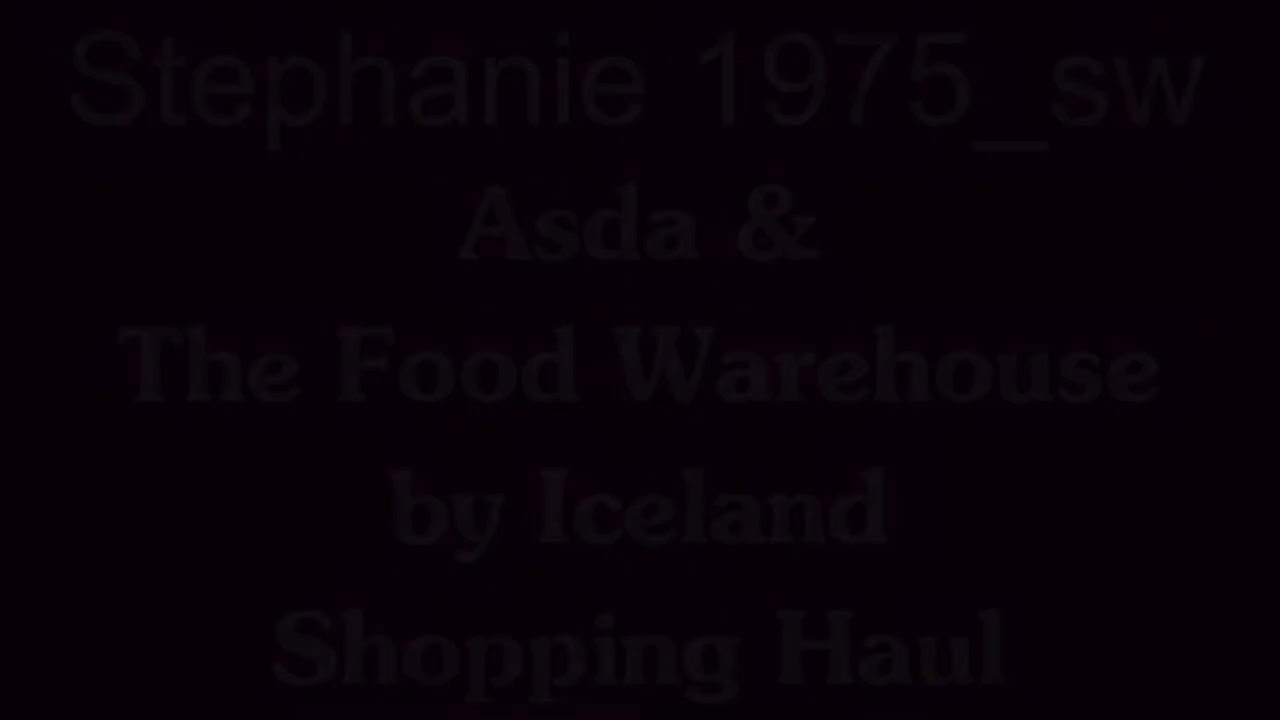 Stephanie 1975_sw
Asda &
The Food Warehouse
by Iceland
Shopping Haul